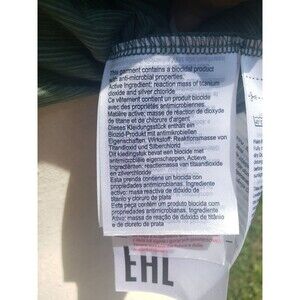 This garment contains a biocidal product
with anti-microbial properties.
Active Ingredient: reaction mass of titanium
dioxide and silver chloride
Ce vêtement contient un produit biocide
avec des propriétés antimicrobiennes.
Matière active: masse de réaction de dioxyde
de titane et de chlorure d'argent
Dieses Kleidungsstück enthält ein
Biozid-Produkt mit antimikrobiellen
Eigenschaften. Wirkstoff: Reaktionsmasse von
Titandioxid und Silberchlorid
Dit kledingstuk bevat een biocide met
antimicrobiële eigenschappen. Actieve
Ingrediënten: reactiemassa van titaandioxide
en zilverchloride
Esta prenda contiene un biocida con
propiedades antimicrobianas. Ingrediente
activo: masa de reacción de dióxido de
titanio y cloruro de plata
Esta peça contém um produto biocida com
propriedades antimicrobianas. Ingrediente
ativo: massa de reação de dióxido de titânio
e cloreto de prata
EHL